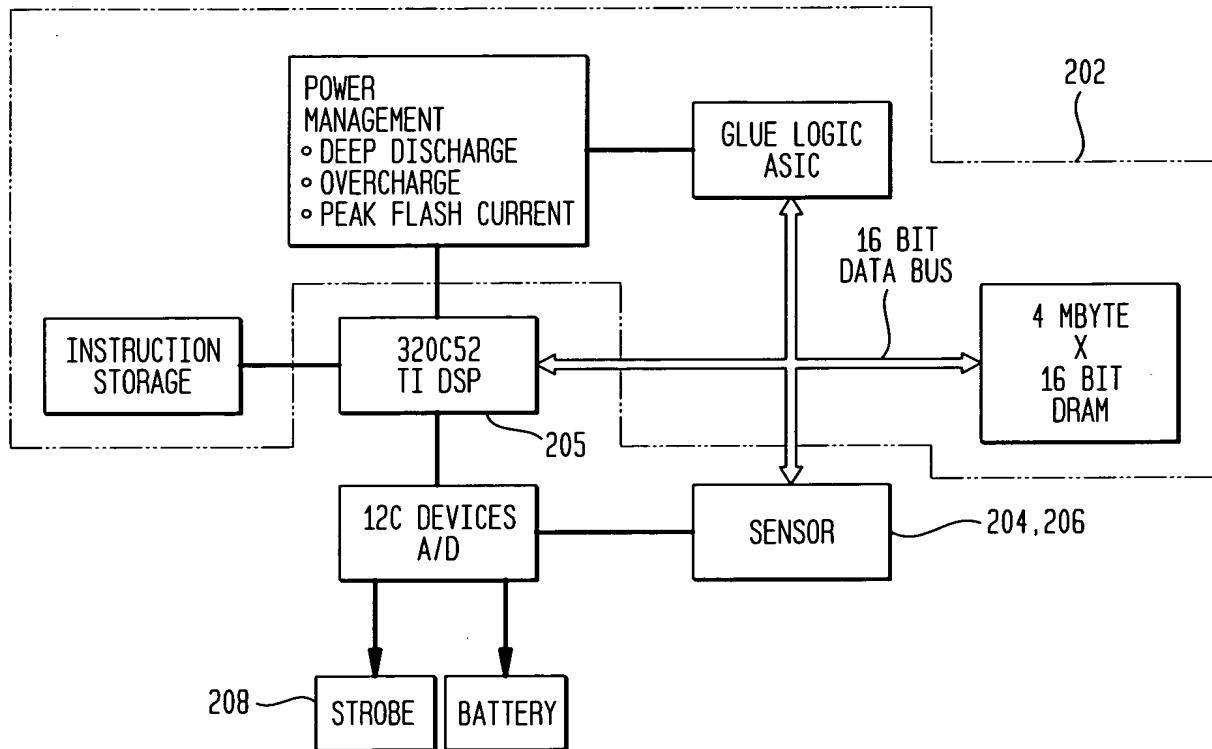 POWER
MANAGEMENT
○ DEEP DISCHARGE
○ OVERCHARGE
○ PEAK FLASH CURRENT
GLUE LOGIC
ASIC
202
16 BIT
DATA BUS
INSTRUCTION
STORAGE
320C52
TI DSP
4 MBYTE
X
16 BIT
DRAM
205
12C DEVICES
A/D
SENSOR
204,206
208
STROBE
BATTERY